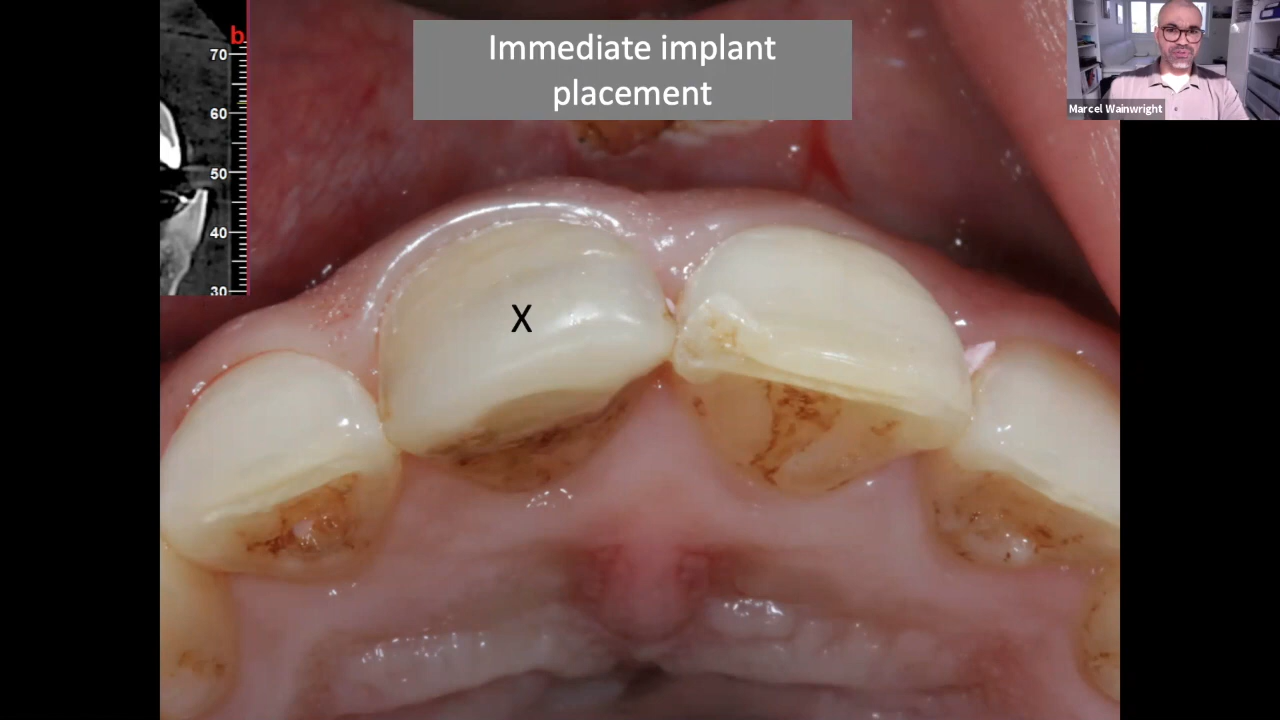 Immediate implant
placement
b
70
60
50
40
30
X
Marcel Wainwright